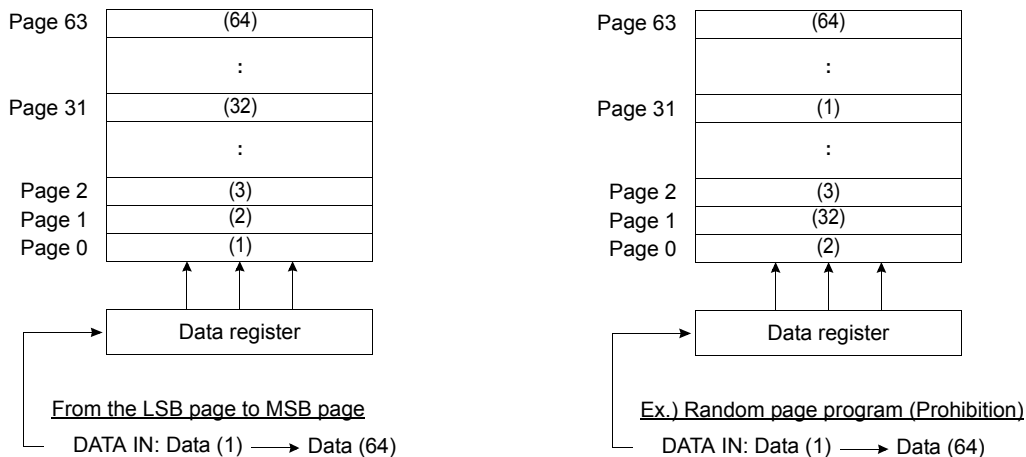 Page 63 (64)
:
Page 31 (32)
:
Page 2 (3)
Page 1 (2)
Page 0 (1)
Data register
From the LSB page to MSB page
DATA IN: Data (1) Data (64)
Page 63 (64)
:
Page 31 (1)
:
Page 2 (3)
Page 1 (32)
Page 0 (2)
Data register
Ex.) Random page program (Prohibition)
DATA IN: Data (1) Data (64)